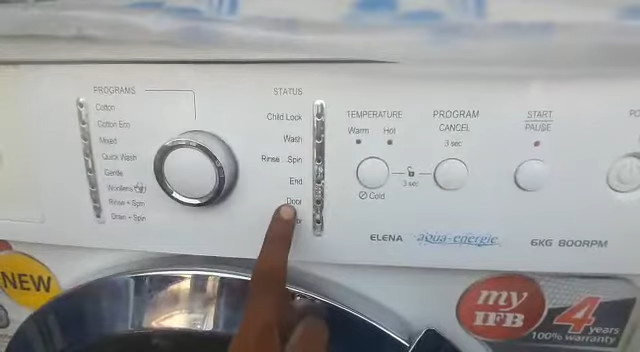 PROGRAMS
Cotton
Cotton Eco
Mixed
Quick Wash
Gentle
Woollens
Rinse + Spin
Drain + Spin
STATUS
Child Lock
Wash
Rinse Spin
End
Door
TEMPERATURE
Warm Hot
3 sec
Cold
PROGRAM
CANCEL
3 sec
START
PAUSE
ELENA aqua-energie 6KG 800RPM
NEW
my
IFB
4 years
100% warranty